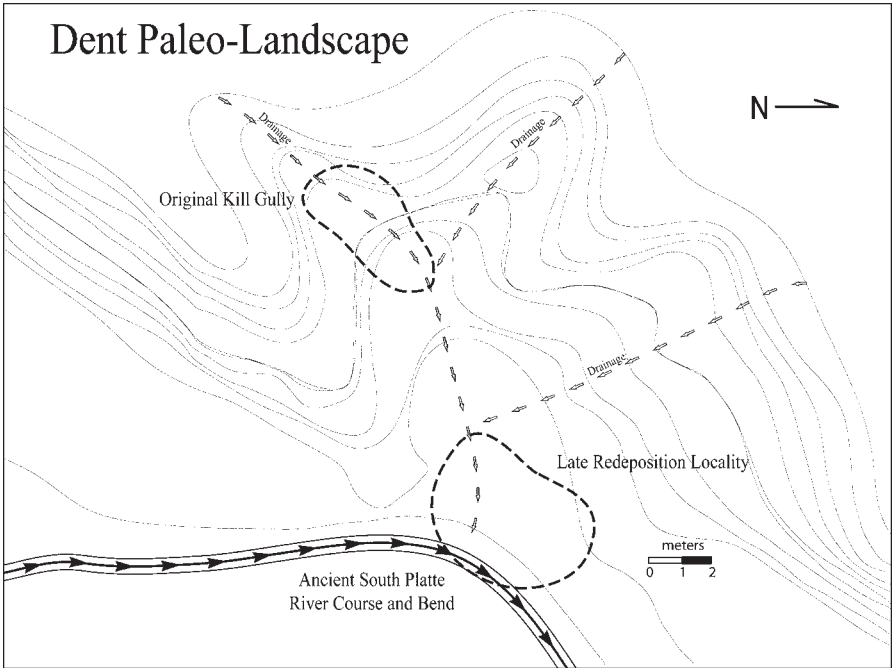 Dent Paleo-Landscape
N
Drainage
Drainage
Original Kill Gully
Drainage
Late Redeposition Locality
meters
0 1 2
Ancient South Platte
River Course and Bend